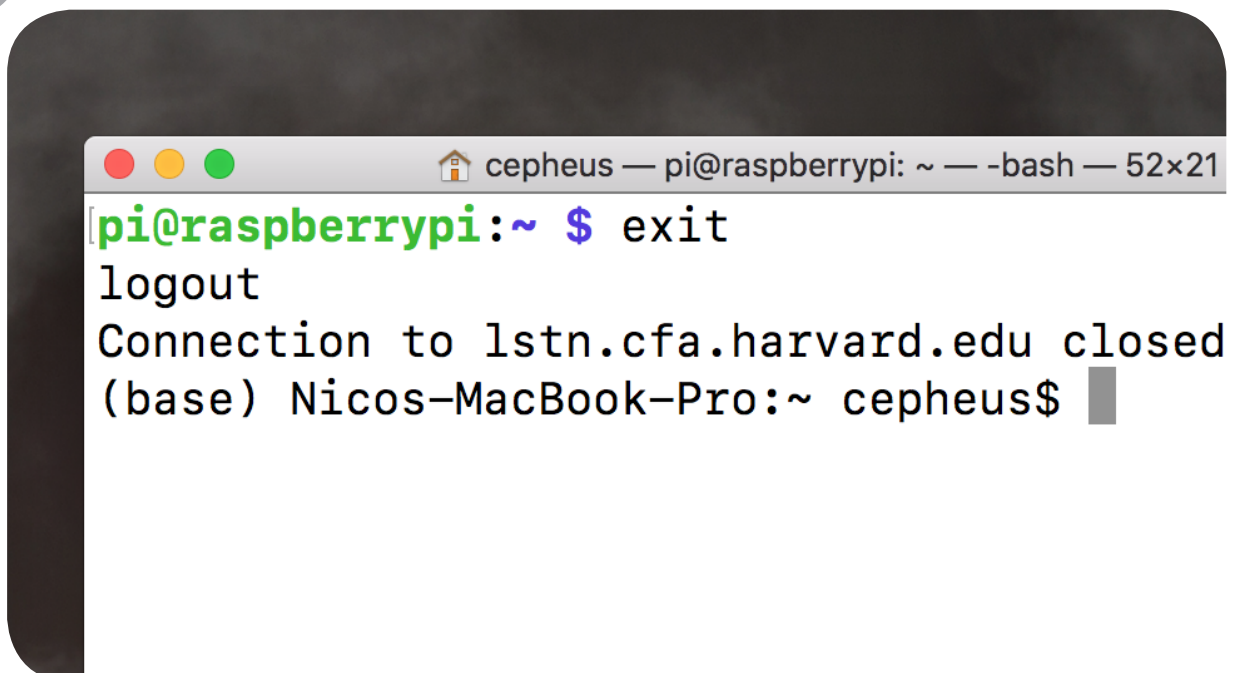 cepheus — pi@raspberrypi: ~ — -bash — 52×21
pi@raspberrypi:~ $ exit
logout
Connection to lstn.cfa.harvard.edu closed
(base) Nicos-MacBook-Pro:~ cepheus$